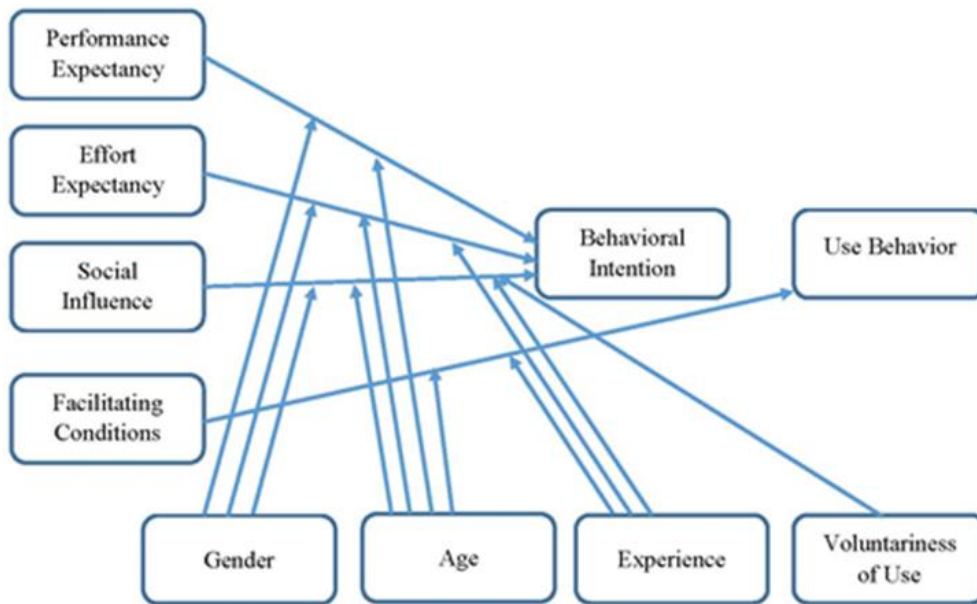 Performance
Expectancy
Effort
Expectancy
Behavioral
Intention
Use Behavior
Social
Influence
Facilitating
Conditions
Gender
Age
Experience
Voluntariness
of Use